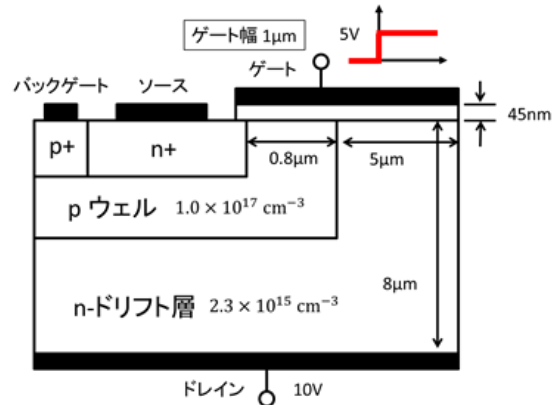 ゲート幅 1μm
5V
ゲート
バックゲート
ソース
45nm
p+
n+
0.8μm
5μm
p ウェル 1.0 × 10¹⁷ cm⁻³
8μm
n-ドリフト層 2.3 × 10¹⁵ cm⁻³
ドレイン
10V